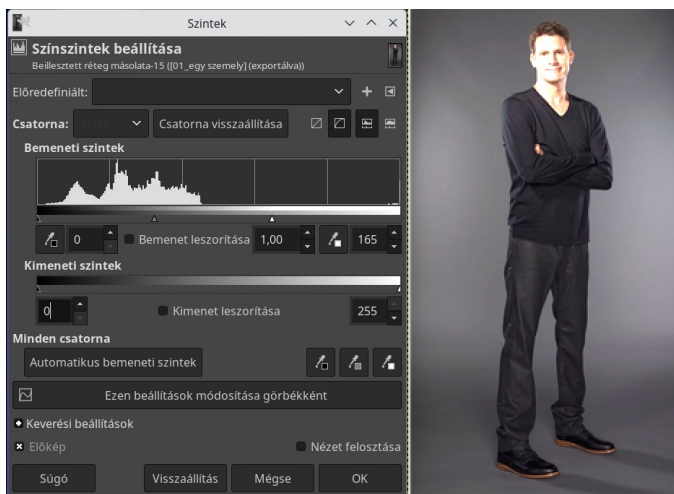 Szintek
Színszintek beállítása
Beillesztett réteg másolata-15 ([01_egy szemely] (exportálva))
Előredefiniált:
Csatorna: Csatorna visszaállítása
Bemeneti szintek
0 Bemenet leszorítása 1,00 165
Kimeneti szintek
0 Kimenet leszorítása 255
Minden csatorna
Automatikus bemeneti szintek
Ezen beállítások módosítása görbékként
Keverési beállítások
Előkép Nézet felosztása
Súgó Visszaállítás Mégse OK